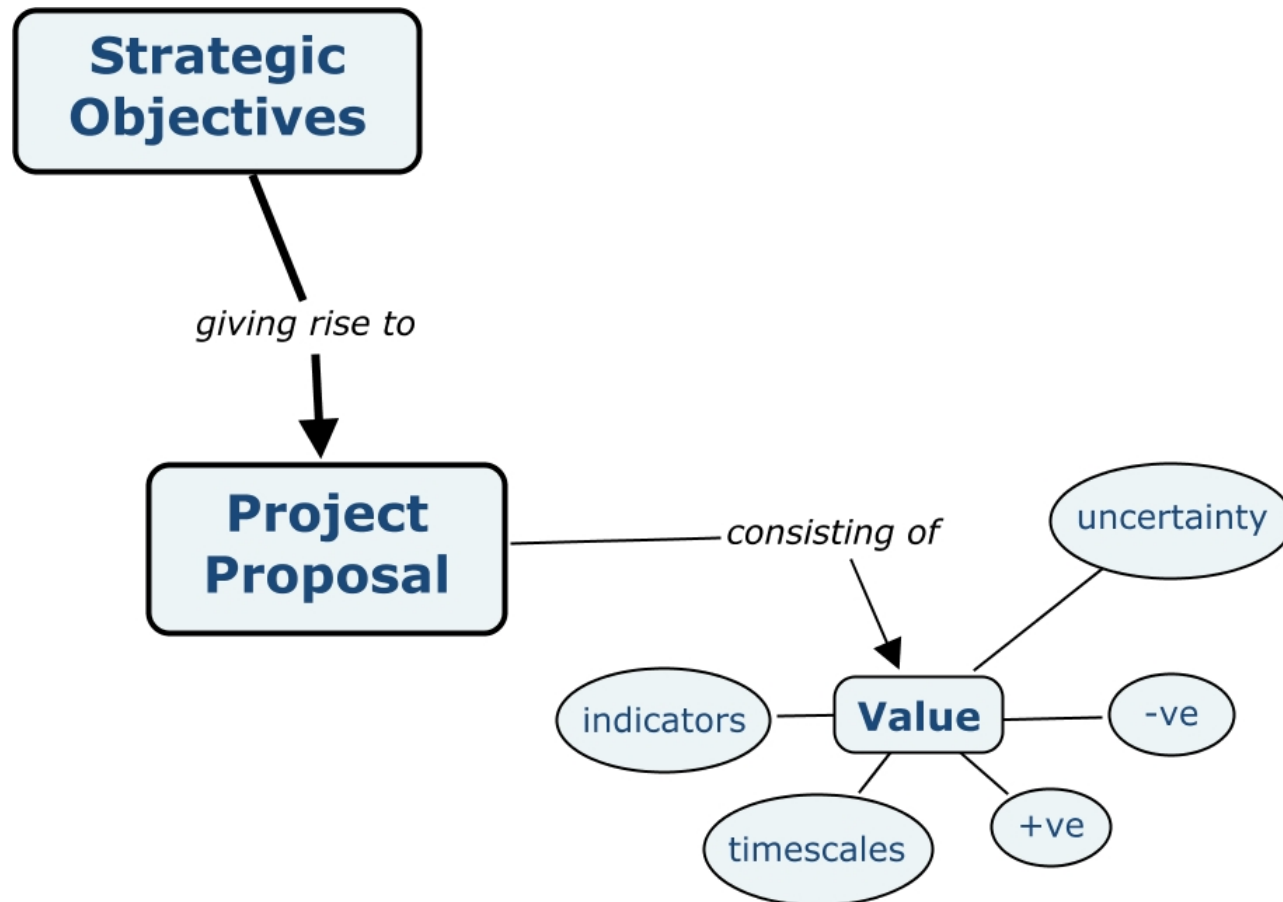 Strategic
Objectives
giving rise to
Project
Proposal
consisting of
uncertainty
indicators
Value
-ve
timescales
+ve